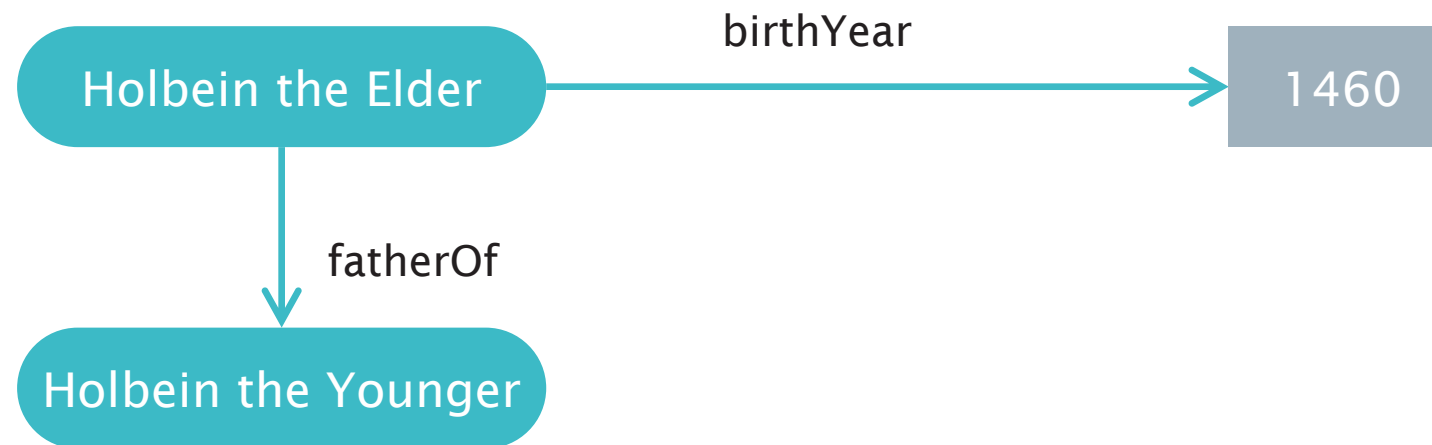 birthYear
Holbein the Elder
1460
fatherOf
Holbein the Younger